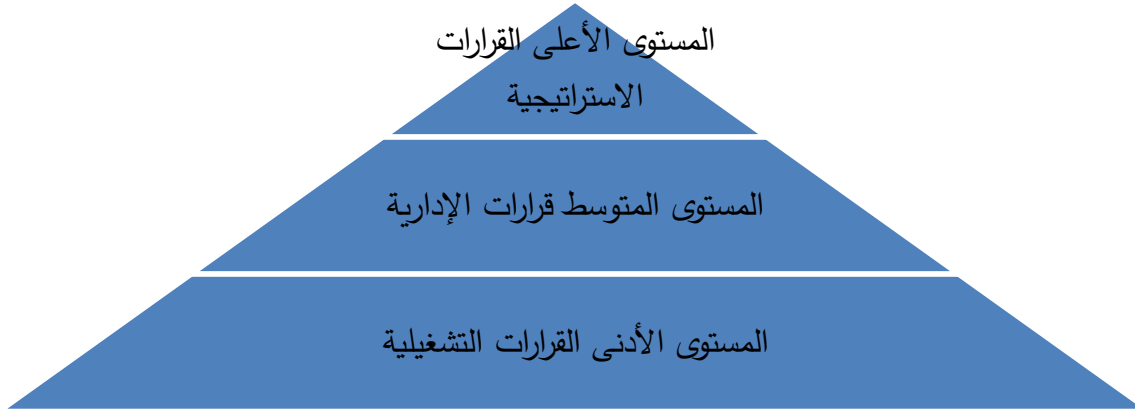 المستوى الأعلى القرارات
الاستراتيجية
المستوى المتوسط قرارات الإدارية
المستوى الأدنى القرارات التشغيلية